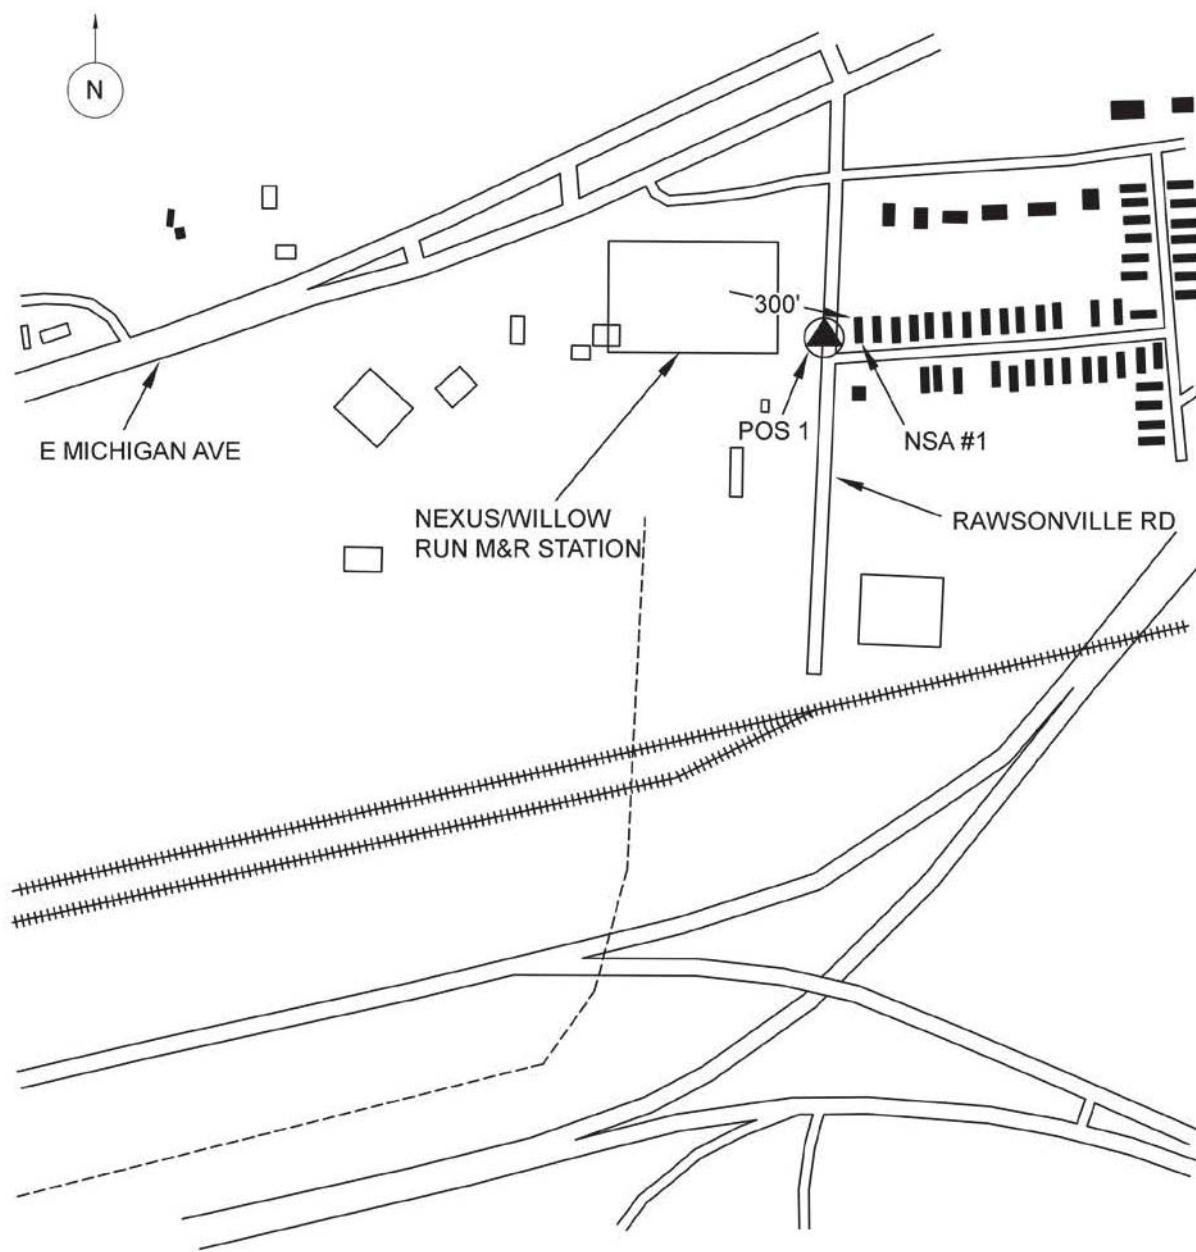 N
300'
POS 1
NSA #1
E MICHIGAN AVE
NEXUS/WILLOW
RUN M&R STATION
RAWSONVILLE RD